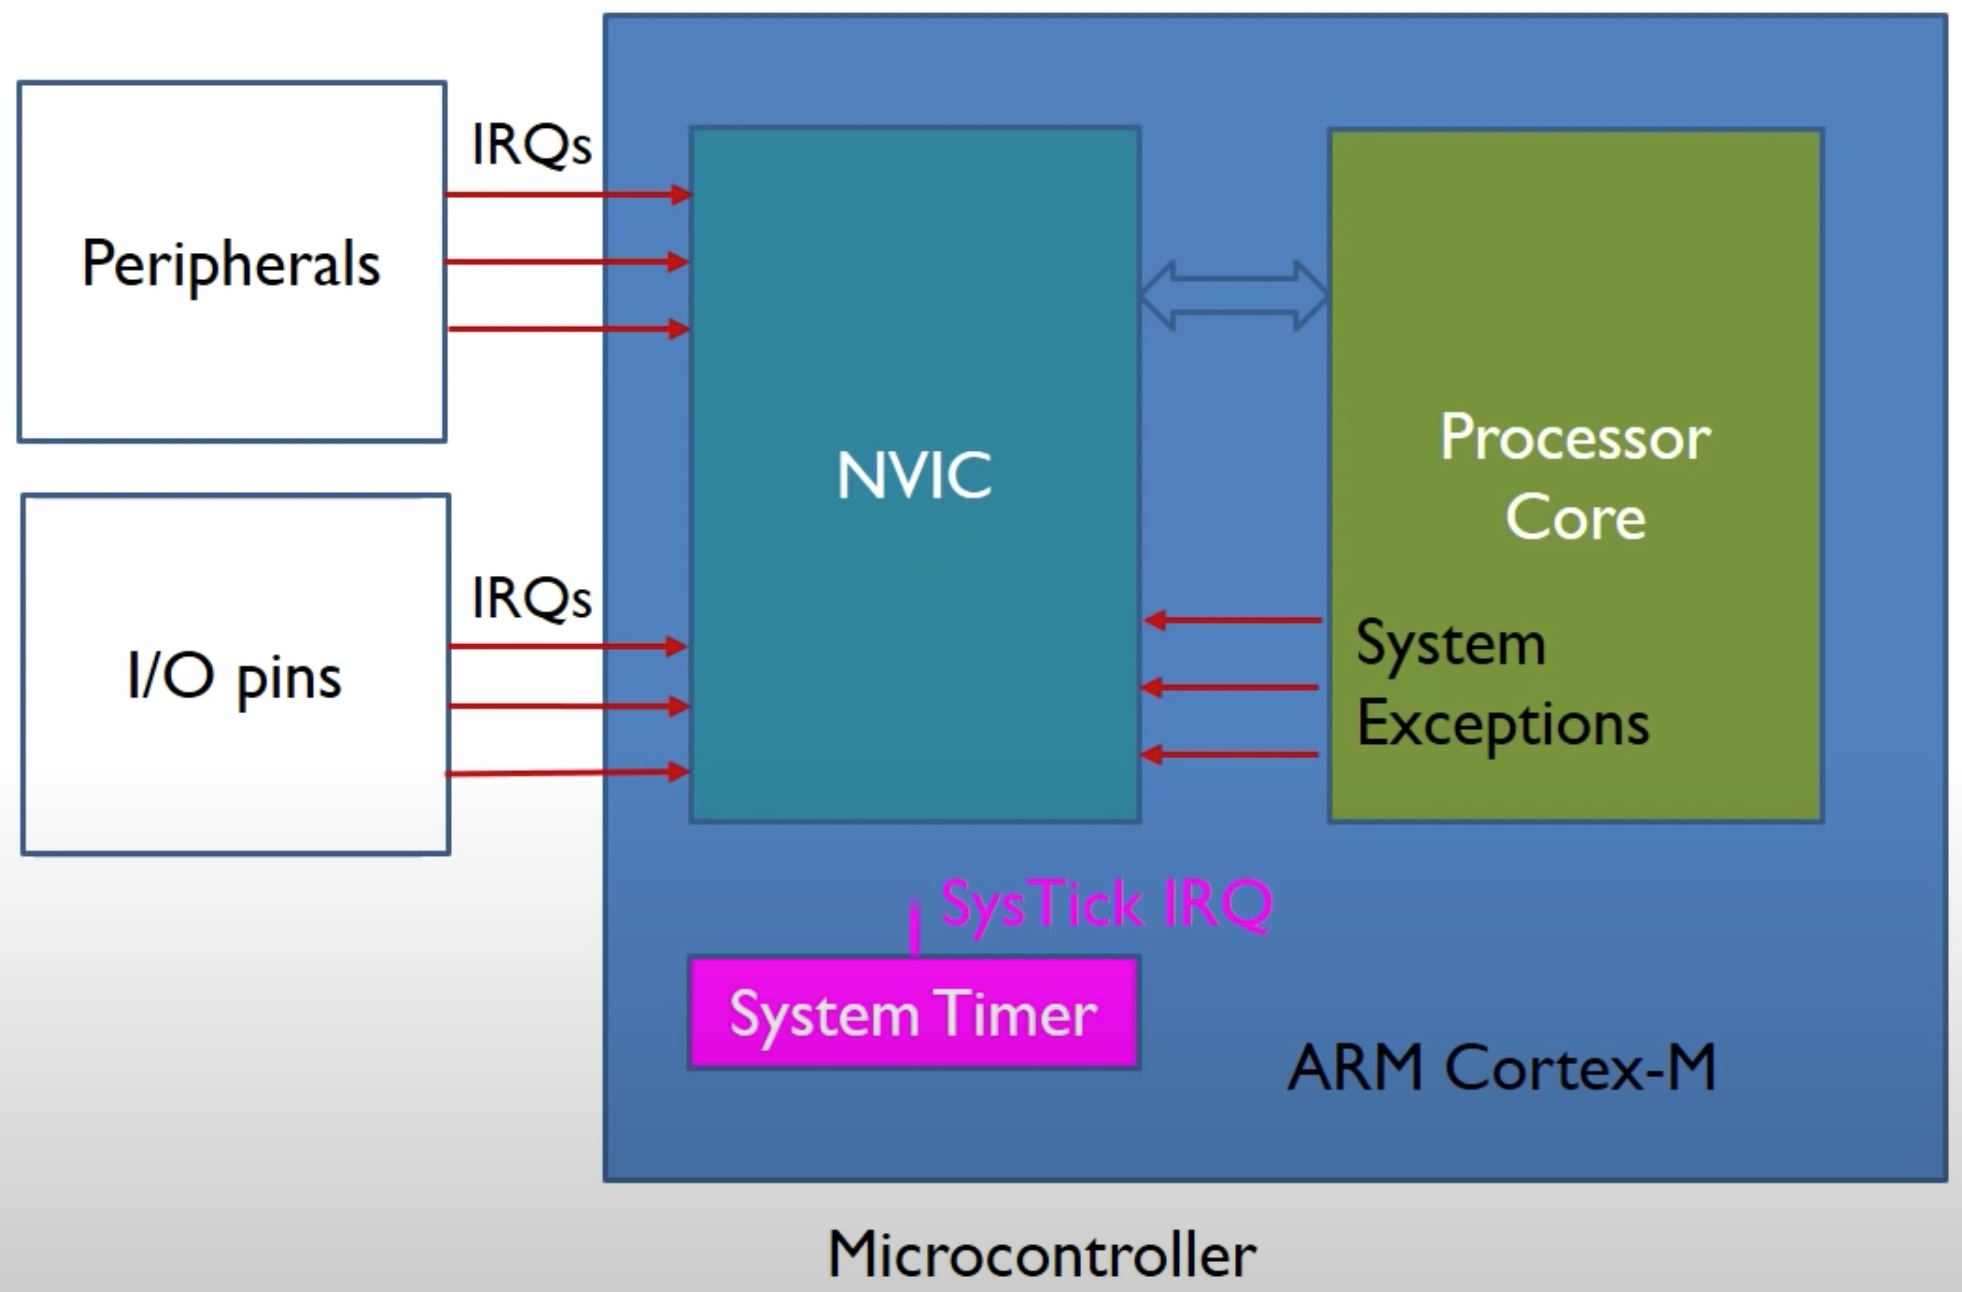 IRQs
Peripherals
NVIC
Processor
Core
IRQs
I/O pins
System
Exceptions
SysTick IRQ
System Timer
ARM Cortex-M
Microcontroller